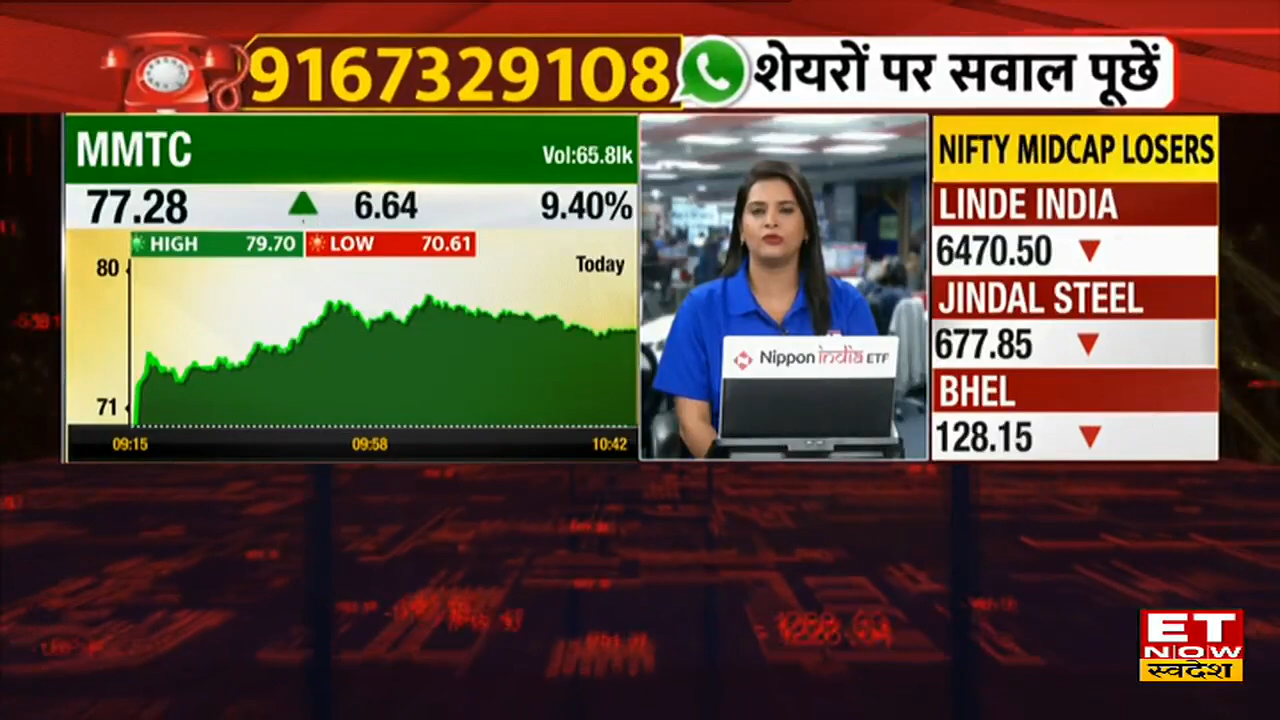 9167329108 शेयरों पर सवाल पूछें
MMTC
Vol:65.8lk
77.28 6.64 9.40%
HIGH 79.70 LOW 70.61
Today
80
71
09:15 09:58 10:42
Nippon india ETF
NIFTY MIDCAP LOSERS
LINDE INDIA
6470.50
JINDAL STEEL
677.85
BHEL
128.15
ET
NOW
स्वदेश